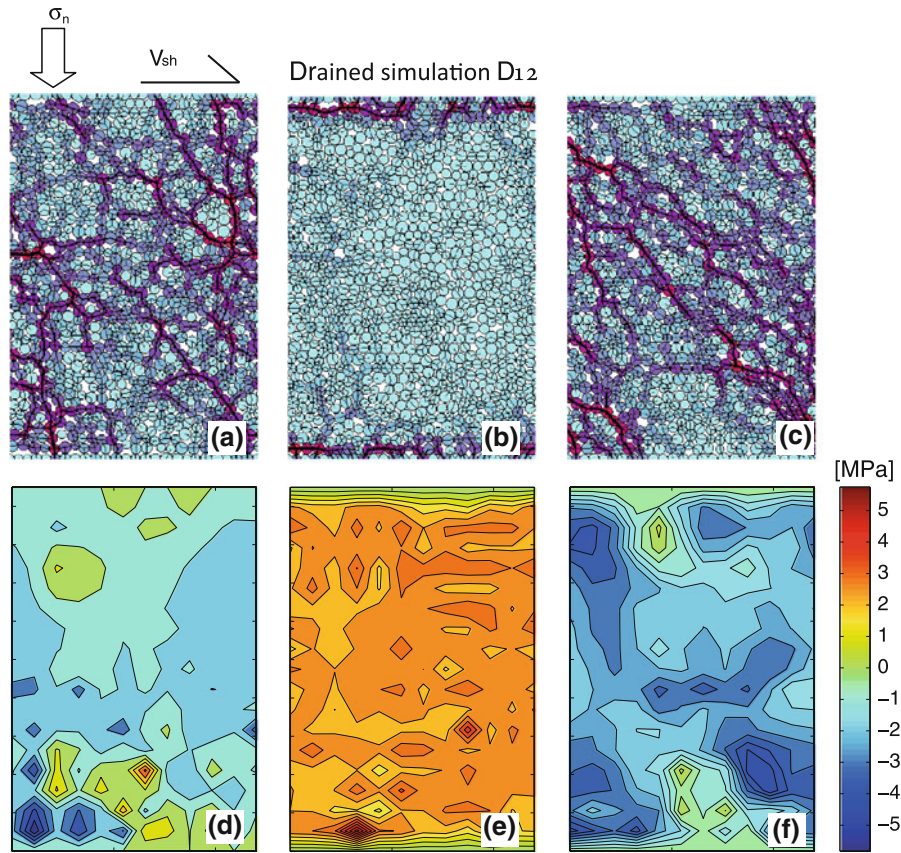 σn
Vsh
Drained simulation D12
(a)
(b)
(c)
[MPa]
5
4
3
2
1
0
−1
−2
−3
−4
−5
(d)
(e)
(f)